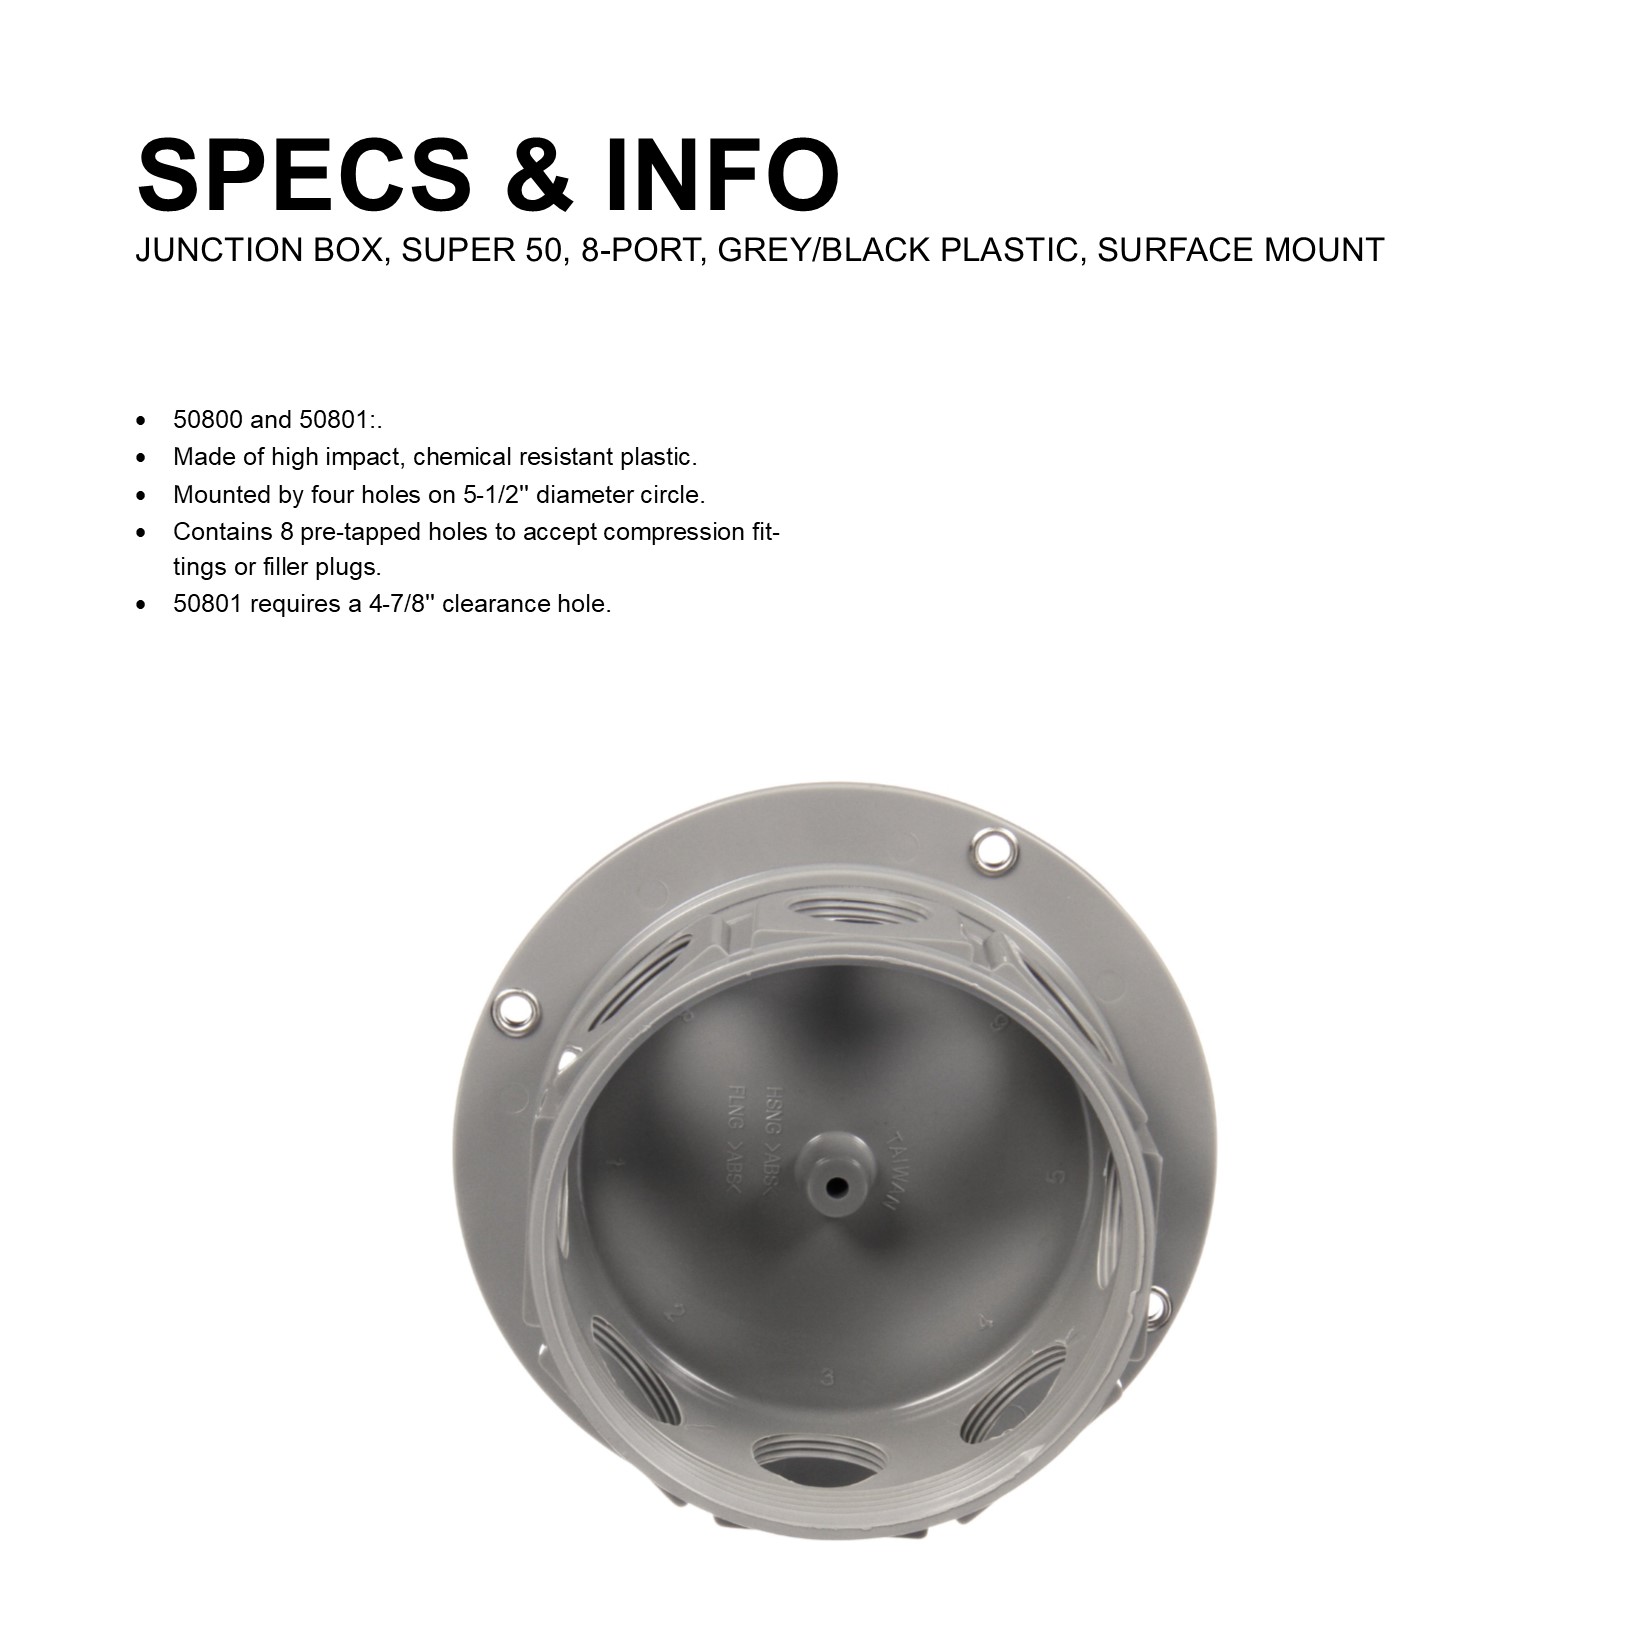 SPECS & INFO
JUNCTION BOX, SUPER 50, 8-PORT, GREY/BLACK PLASTIC, SURFACE MOUNT
• 50800 and 50801:.
• Made of high impact, chemical resistant plastic.
• Mounted by four holes on 5-1/2" diameter circle.
• Contains 8 pre-tapped holes to accept compression fit-
tings or filler plugs.
• 50801 requires a 4-7/8" clearance hole.
HSNG >ABS<
FLNG >ABS<
TAIWAN
5
2
4
3